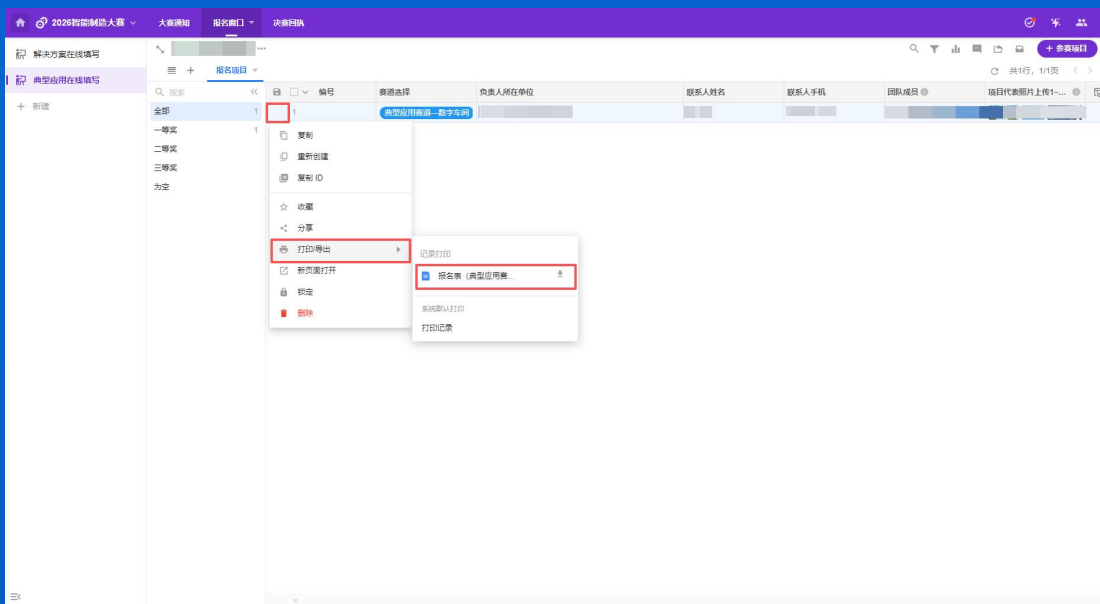 2026智能制造大赛 大赛通知 报名窗口 决赛回执
解决方案在线填写
典型应用在线填写
+ 新建
+ 参赛项目
报名项目
共1行, 1/1页
搜索
全部 1
一等奖 1
二等奖
三等奖
为空
编号 赛道选择 负责人所在单位 联系人姓名 联系人手机 团队成员 项目代表照片上传1~...
1 典型应用赛道—数字车间
复制
重新创建
复制 ID
收藏
分享
打印/导出
新页面打开
锁定
删除
记录打印
报名表（典型应用赛...
系统默认打印
打印记录